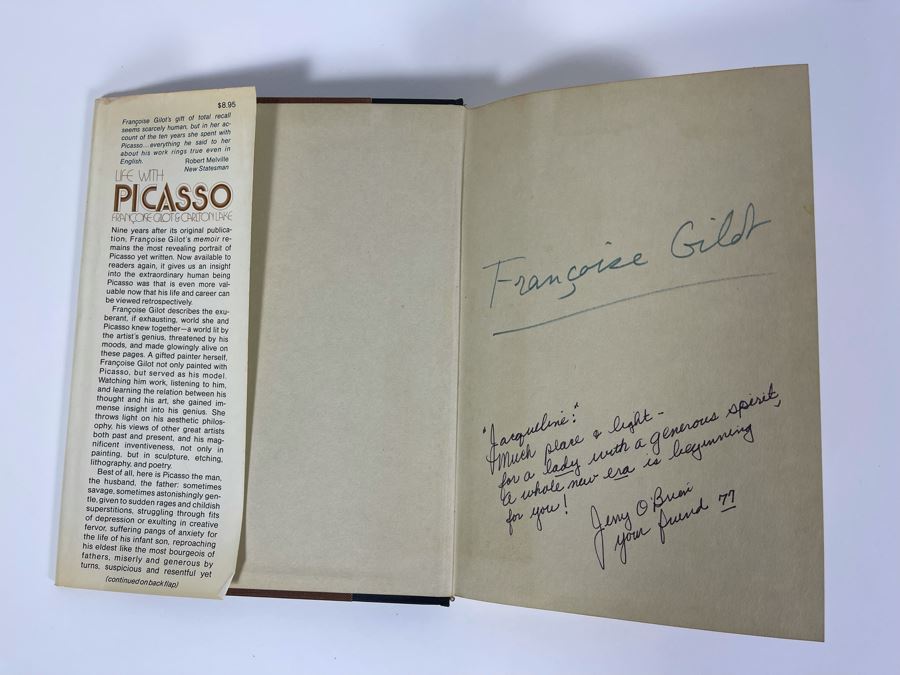 $8.95
Françoise Gilot's gift of total recall
seems scarcely human, but in her ac-
count of the ten years she spent with
Picasso...everything he said to her
about his work rings true even in
English.
Robert Melville
New Statesman
LIFE WITH
PICASSO
FRANÇOISE GILOT & CARLTON LAKE
Nine years after its original publica-
tion, Françoise Gilot's memoir re-
mains the most revealing portrait of
Picasso yet written. Now available to
readers again, it gives us an insight
into the extraordinary human being
Picasso was that is even more val-
uable now that his life and career can
be viewed retrospectively.
Françoise Gilot describes the exu-
berant, if exhausting, world she and
Picasso knew together—a world lit by
the artist's genius, threatened by his
moods, and made glowingly alive on
these pages. A gifted painter herself,
Françoise Gilot not only painted with
Picasso, but served as his model.
Watching him work, listening to him,
and learning the relation between his
thought and his art, she gained im-
mense insight into his genius. She
throws light on his aesthetic philos-
ophy, his views of other great artists
both past and present, and his mag-
nificent inventiveness, not only in
painting, but in sculpture, etching,
lithography, and poetry.
Best of all, here is Picasso the man,
the husband, the father: sometimes
savage, sometimes astonishingly gen-
tle, given to sudden rages and childish
superstitions, struggling through fits
of depression or exulting in creative
fervor, suffering pangs of anxiety for
the life of his infant son, reproaching
his eldest like the most bourgeois of
fathers, miserly and generous by
turns, suspicious and resentful yet
(continued on back flap)
Françoise Gilot
"Jacqueline:"
Much peace & light -
for a lady with a generous spirit,
a whole new era is beginning
for you!
Jerry O'Brien
your friend 77